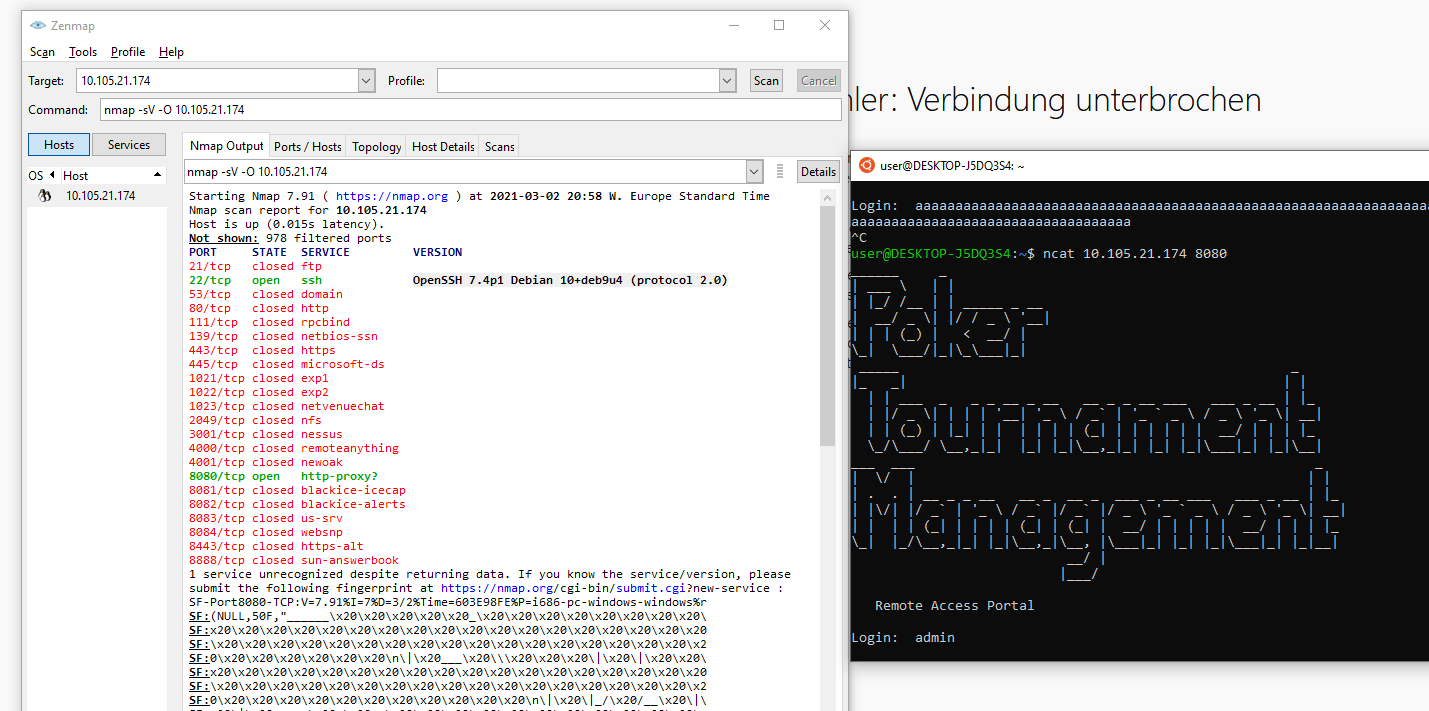 Zenmap
Scan Tools Profile Help
Target: 10.105.21.174 Profile: Scan Cancel
Command: nmap -sV -O 10.105.21.174
Hosts Services
OS Host
10.105.21.174
Nmap Output Ports / Hosts Topology Host Details Scans
nmap -sV -O 10.105.21.174 Details
Starting Nmap 7.91 ( https://nmap.org ) at 2021-03-02 20:58 W. Europe Standard Time
Nmap scan report for 10.105.21.174
Host is up (0.015s latency).
Not shown: 978 filtered ports
PORT STATE SERVICE VERSION
21/tcp closed ftp
22/tcp open ssh OpenSSH 7.4p1 Debian 10+deb9u4 (protocol 2.0)
53/tcp closed domain
80/tcp closed http
111/tcp closed rpcbind
139/tcp closed netbios-ssn
443/tcp closed https
445/tcp closed microsoft-ds
1021/tcp closed exp1
1022/tcp closed exp2
1023/tcp closed netvenuechat
2049/tcp closed nfs
3001/tcp closed nessus
4000/tcp closed remoteanything
4001/tcp closed newoak
8080/tcp open http-proxy?
8081/tcp closed blackice-icecap
8082/tcp closed blackice-alerts
8083/tcp closed us-srv
8084/tcp closed websnp
8443/tcp closed https-alt
8888/tcp closed sun-answerbook
1 service unrecognized despite returning data. If you know the service/version, please
submit the following fingerprint at https://nmap.org/cgi-bin/submit.cgi?new-service :
SF-Port8080-TCP:V=7.91%I=7%D=3/2%Time=603E98FE%P=i686-pc-windows-windows%r
SF:(NULL,50F,"______\x20\x20\x20\x20\x20_\x20\x20\x20\x20\x20\x20\x20\x20\
SF:x20\x20\x20\x20\x20\x20\x20\x20\x20\x20\x20\x20\x20\x20\x20\x20\x20\x20
SF:\x20\x20\x20\x20\x20\x20\x20\x20\x20\x20\x20\x20\x20\x20\x20\x20\x20\x2
SF:0\x20\x20\x20\x20\x20\x20\x20\n\|\x20___\x20\\\x20\x20\x20\|\x20\|\x20\x20\
SF:x20\x20\x20\x20\x20\x20\x20\x20\x20\x20\x20\x20\x20\x20\x20\x20\x20\x20
SF:\x20\x20\x20\x20\x20\x20\x20\x20\x20\x20\x20\x20\x20\x20\x20\x20\x20\x2
SF:0\x20\x20\x20\x20\x20\x20\x20\x20\x20\x20\n\|\x20\|_/\x20/__\x20\|\
hler: Verbindung unterbrochen
user@DESKTOP-J5DQ3S4: ~
Login: aaaaaaaaaaaaaaaaaaaaaaaaaaaaaaaaaaaaaaaaaaaaaaaaaaaaaaaaaaaaaaaaa
aaaaaaaaaaaaaaaaaaaaaaaaaaaaaaaaaaa
^C
user@DESKTOP-J5DQ3S4:~$ ncat 10.105.21.174 8080
Poker
Tournament
Management
Remote Access Portal
Login: admin